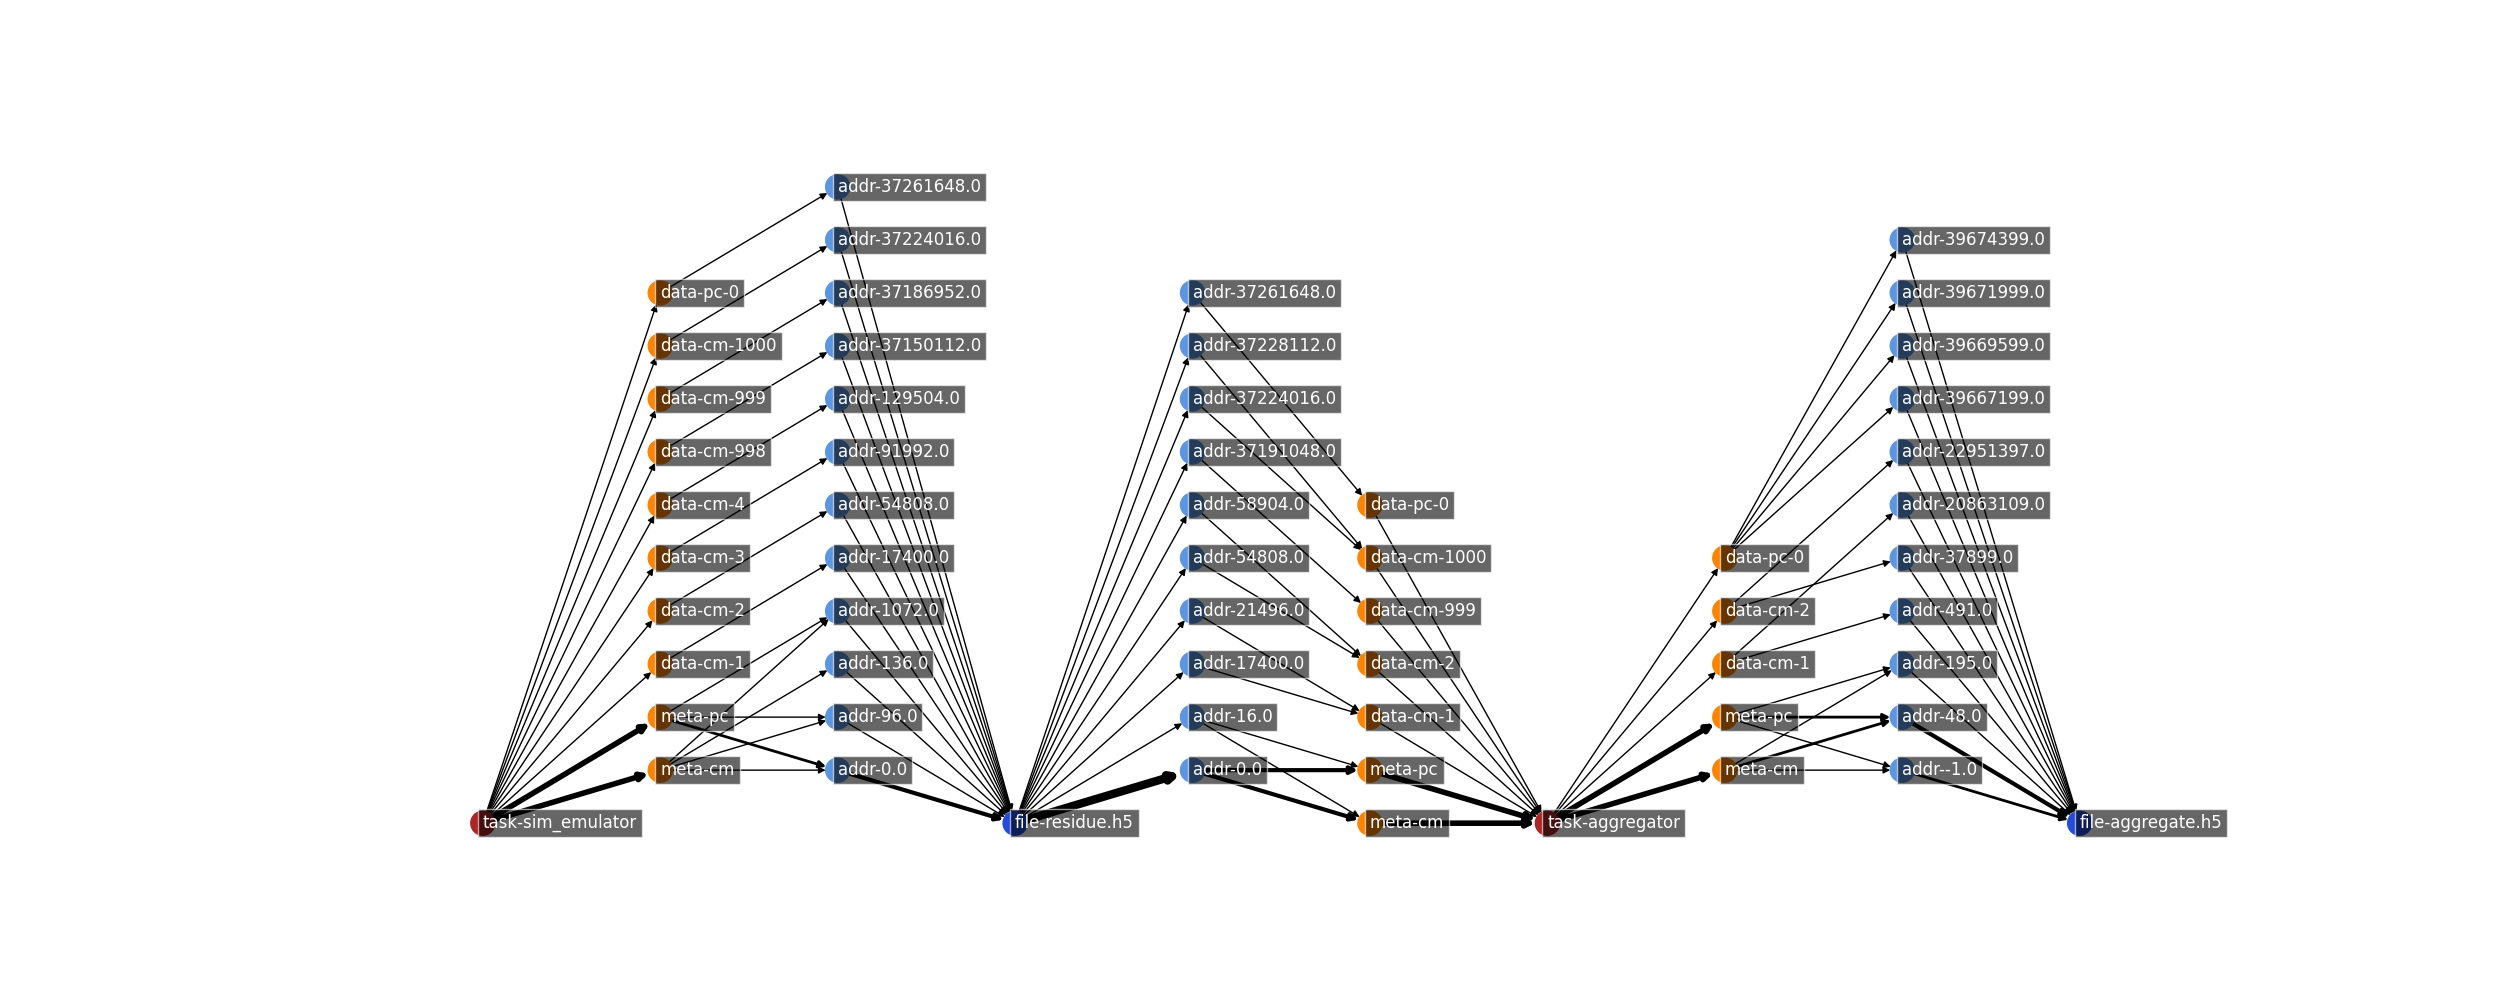 data-pc-0
data-cm-1000
data-cm-999
data-cm-998
data-cm-4
data-cm-3
data-cm-2
data-cm-1
meta-pc
meta-cm
task-sim_emulator
addr-37261648.0
addr-37224016.0
addr-37186952.0
addr-37150112.0
addr-129504.0
addr-91992.0
addr-54808.0
addr-17400.0
addr-1072.0
addr-136.0
addr-96.0
addr-0.0
file-residue.h5
addr-37261648.0
addr-37228112.0
addr-37224016.0
addr-37191048.0
addr-58904.0
addr-54808.0
addr-21496.0
addr-17400.0
addr-16.0
addr-0.0
data-pc-0
data-cm-1000
data-cm-999
data-cm-2
data-cm-1
meta-pc
meta-cm
task-aggregator
data-pc-0
data-cm-2
data-cm-1
meta-pc
meta-cm
addr-39674399.0
addr-39671999.0
addr-39669599.0
addr-39667199.0
addr-22951397.0
addr-20863109.0
addr-37899.0
addr-491.0
addr-195.0
addr-48.0
addr--1.0
file-aggregate.h5